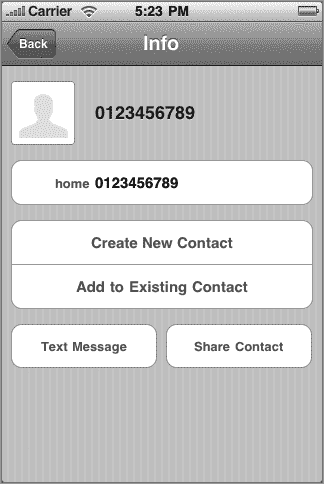 Carrier 5:23 PM
Back Info
0123456789
home 0123456789
Create New Contact
Add to Existing Contact
Text Message Share Contact